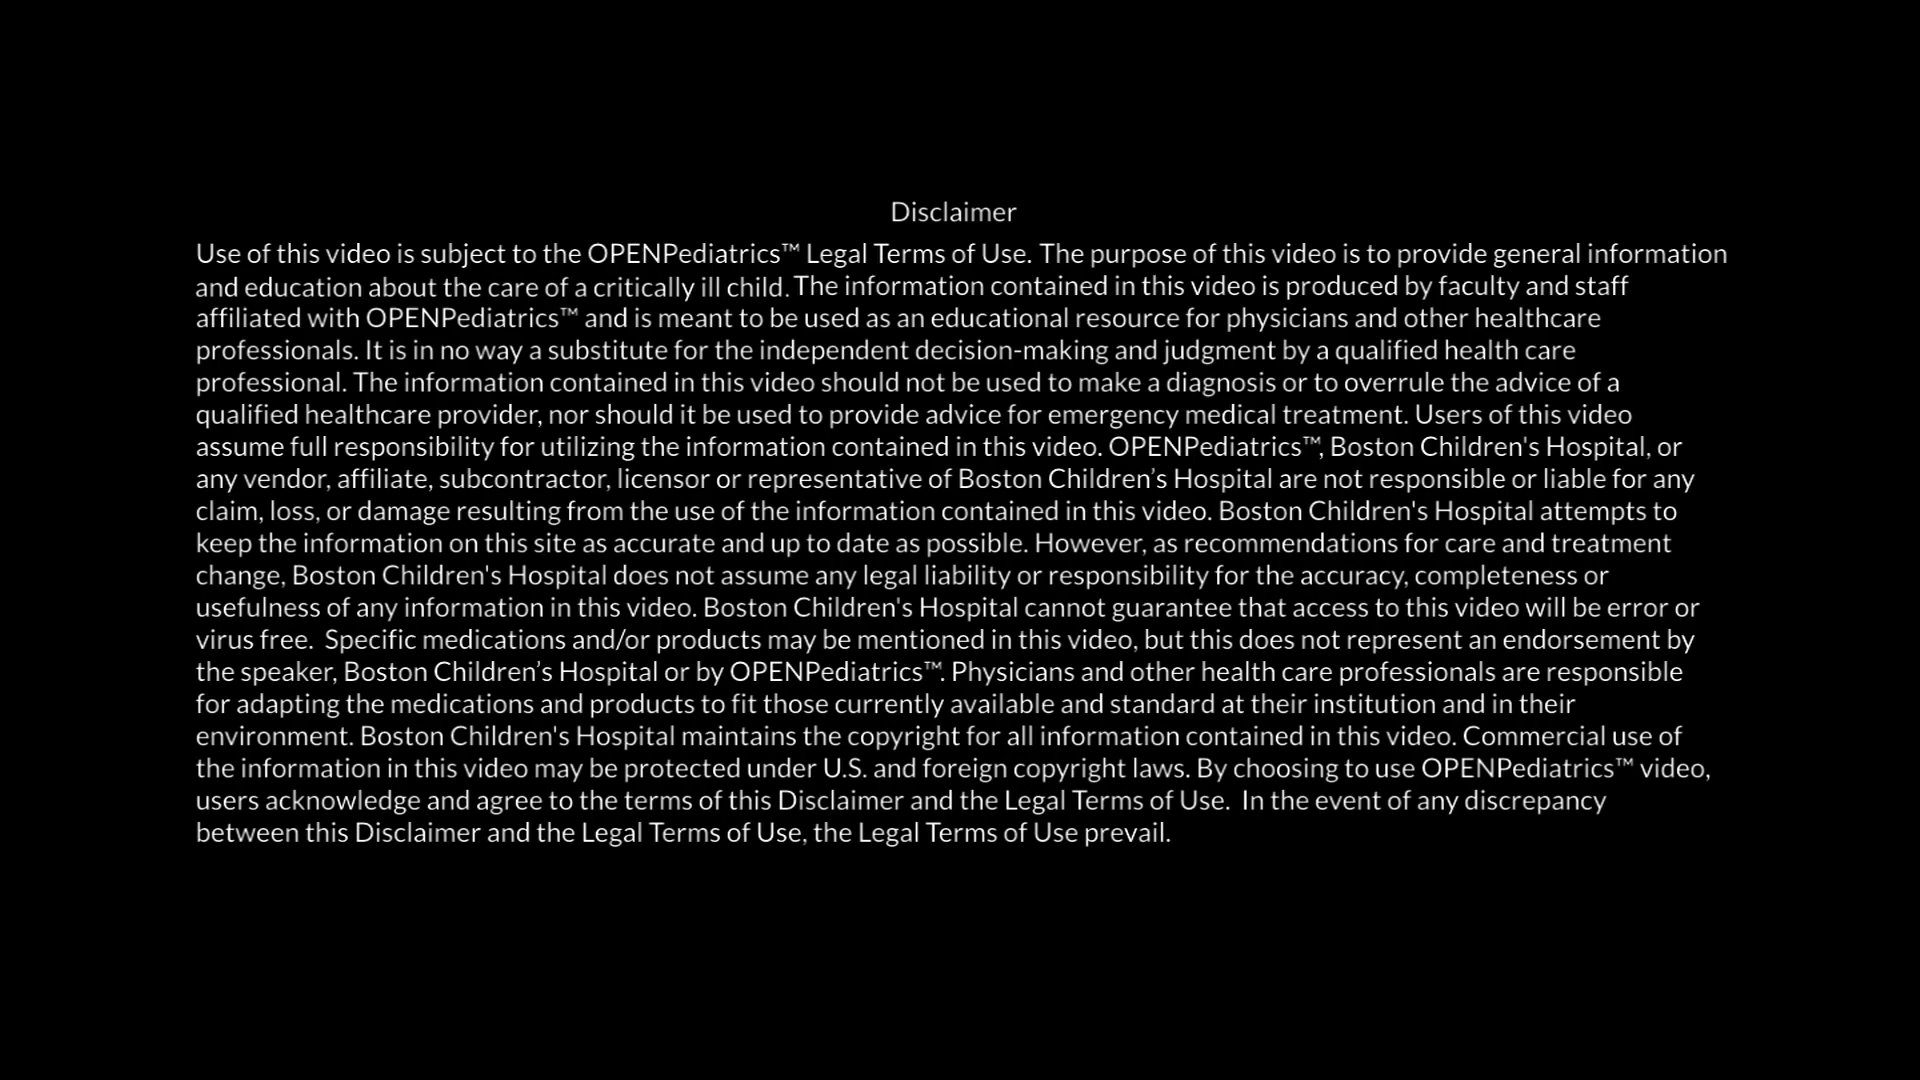 Disclaimer
Use of this video is subject to the OPENPediatrics™ Legal Terms of Use. The purpose of this video is to provide general information
and education about the care of a critically ill child. The information contained in this video is produced by faculty and staff
affiliated with OPENPediatrics™ and is meant to be used as an educational resource for physicians and other healthcare
professionals. It is in no way a substitute for the independent decision-making and judgment by a qualified health care
professional. The information contained in this video should not be used to make a diagnosis or to overrule the advice of a
qualified healthcare provider, nor should it be used to provide advice for emergency medical treatment. Users of this video
assume full responsibility for utilizing the information contained in this video. OPENPediatrics™, Boston Children's Hospital, or
any vendor, affiliate, subcontractor, licensor or representative of Boston Children’s Hospital are not responsible or liable for any
claim, loss, or damage resulting from the use of the information contained in this video. Boston Children's Hospital attempts to
keep the information on this site as accurate and up to date as possible. However, as recommendations for care and treatment
change, Boston Children's Hospital does not assume any legal liability or responsibility for the accuracy, completeness or
usefulness of any information in this video. Boston Children's Hospital cannot guarantee that access to this video will be error or
virus free.  Specific medications and/or products may be mentioned in this video, but this does not represent an endorsement by
the speaker, Boston Children’s Hospital or by OPENPediatrics™. Physicians and other health care professionals are responsible
for adapting the medications and products to fit those currently available and standard at their institution and in their
environment. Boston Children's Hospital maintains the copyright for all information contained in this video. Commercial use of
the information in this video may be protected under U.S. and foreign copyright laws. By choosing to use OPENPediatrics™ video,
users acknowledge and agree to the terms of this Disclaimer and the Legal Terms of Use.  In the event of any discrepancy
between this Disclaimer and the Legal Terms of Use, the Legal Terms of Use prevail.